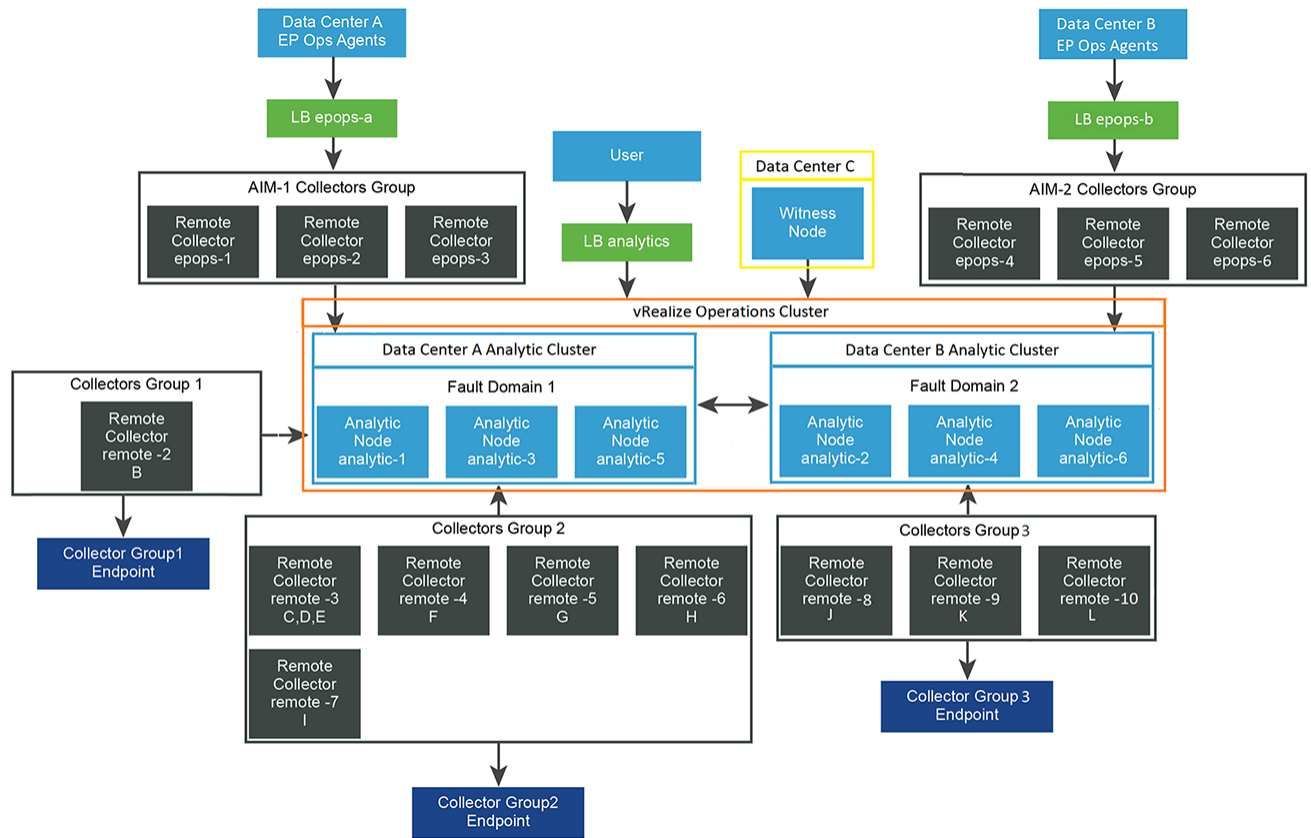 Data Center A
EP Ops Agents
Data Center B
EP Ops Agents
LB epops-a
LB epops-b
User
Data Center C
Witness
Node
LB analytics
AIM-1 Collectors Group
Remote
Collector
epops-1
Remote
Collector
epops-2
Remote
Collector
epops-3
AIM-2 Collectors Group
Remote
Collector
epops-4
Remote
Collector
epops-5
Remote
Collector
epops-6
vRealize Operations Cluster
Data Center A Analytic Cluster
Fault Domain 1
Analytic
Node
analytic-1
Analytic
Node
analytic-3
Analytic
Node
analytic-5
Data Center B Analytic Cluster
Fault Domain 2
Analytic
Node
analytic-2
Analytic
Node
analytic-4
Analytic
Node
analytic-6
Collectors Group 1
Remote
Collector
remote -2
B
Collector Group1
Endpoint
Collectors Group 2
Remote
Collector
remote -3
C,D,E
Remote
Collector
remote -4
F
Remote
Collector
remote -5
G
Remote
Collector
remote -6
H
Remote
Collector
remote -7
I
Collector Group2
Endpoint
Collectors Group 3
Remote
Collector
remote -8
J
Remote
Collector
remote -9
K
Remote
Collector
remote -10
L
Collector Group 3
Endpoint